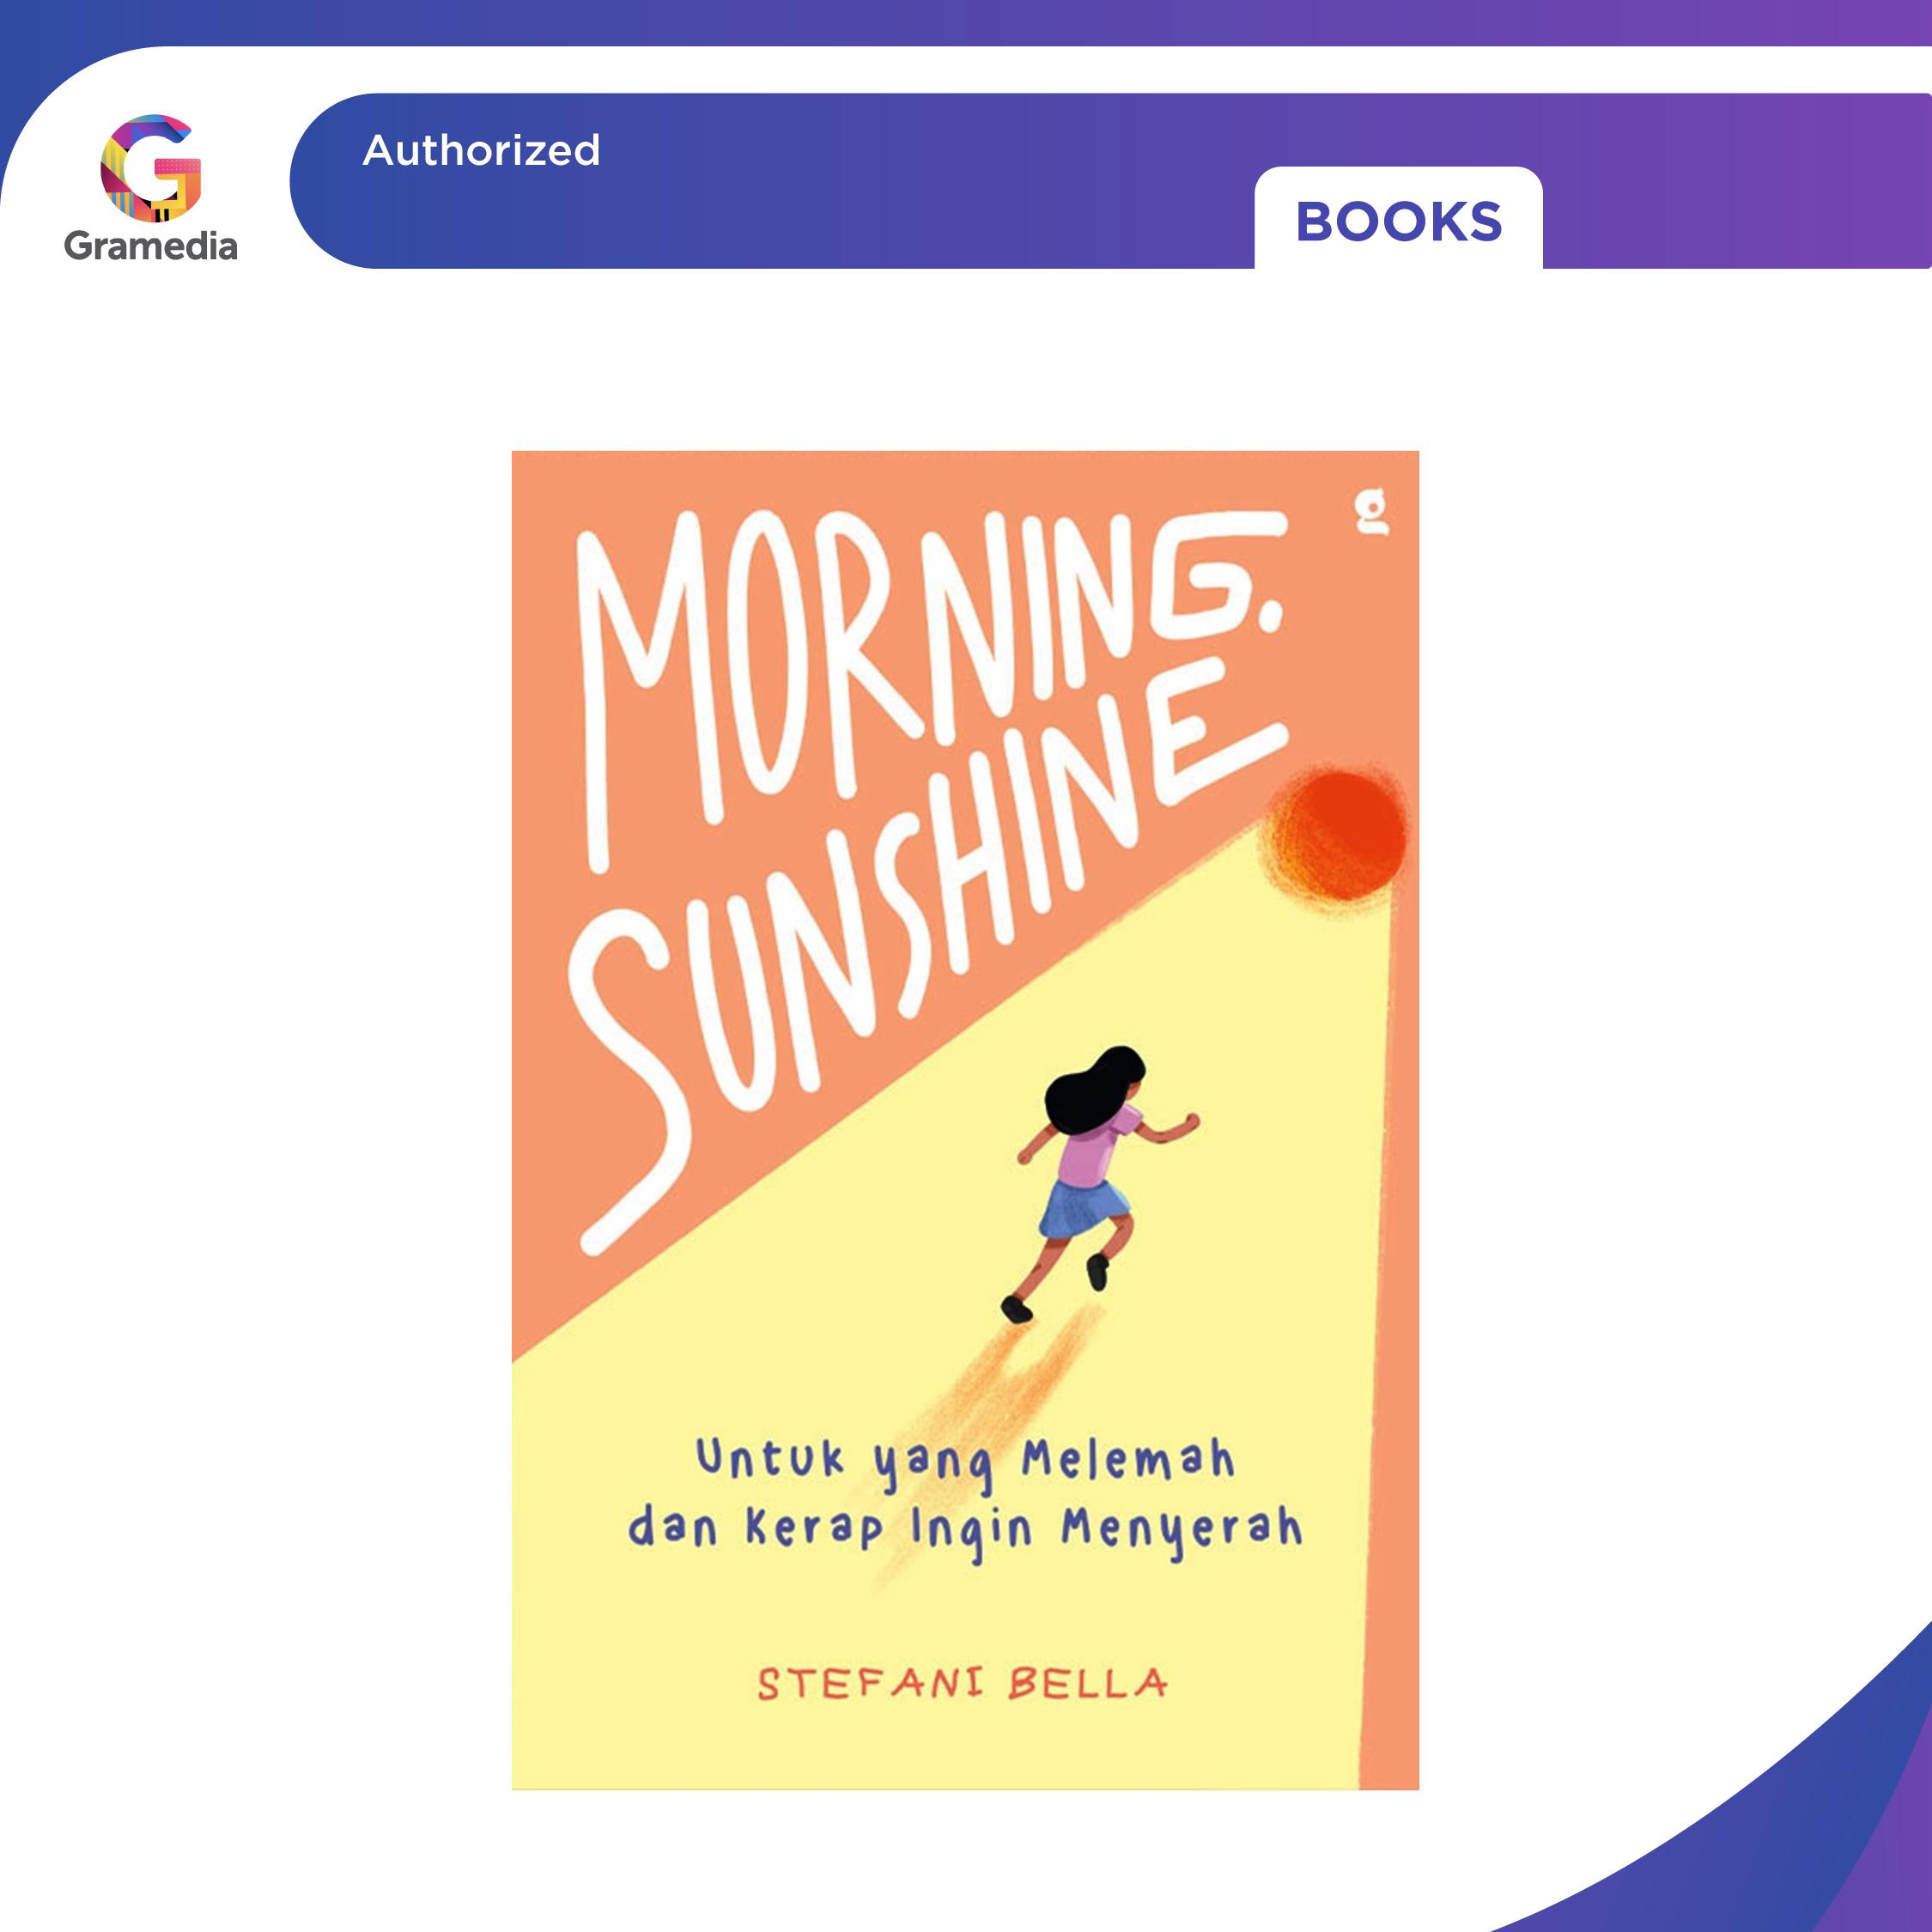 Gramedia
Authorized
BOOKS
g
MORNING,
SUNSHINE
Untuk yang Melemah
dan Kerap Ingin Menyerah
STEFANI BELLA